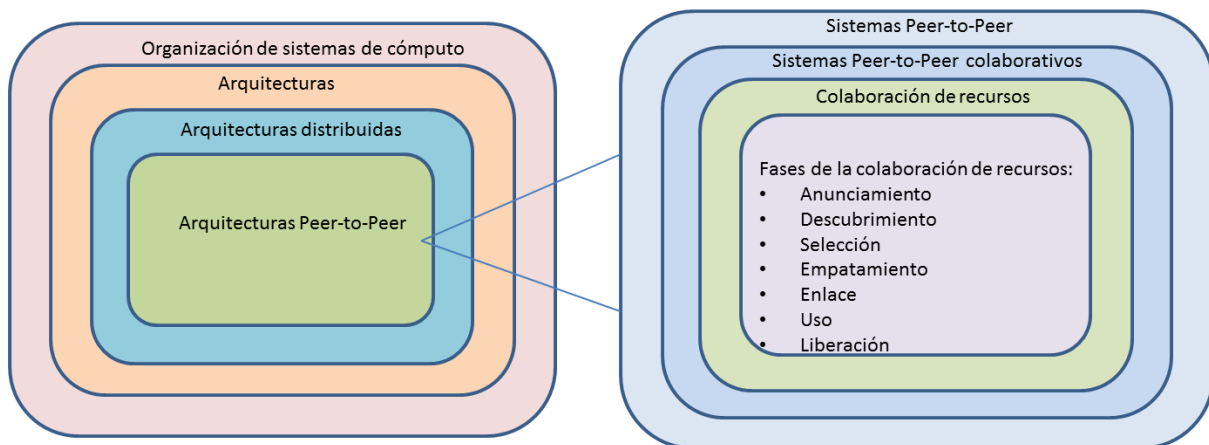 Organización de sistemas de cómputo
Arquitecturas
Arquitecturas distribuidas
Arquitecturas Peer-to-Peer
Sistemas Peer-to-Peer
Sistemas Peer-to-Peer colaborativos
Colaboración de recursos
Fases de la colaboración de recursos:
• Anunciamiento
• Descubrimiento
• Selección
• Empatamiento
• Enlace
• Uso
• Liberación